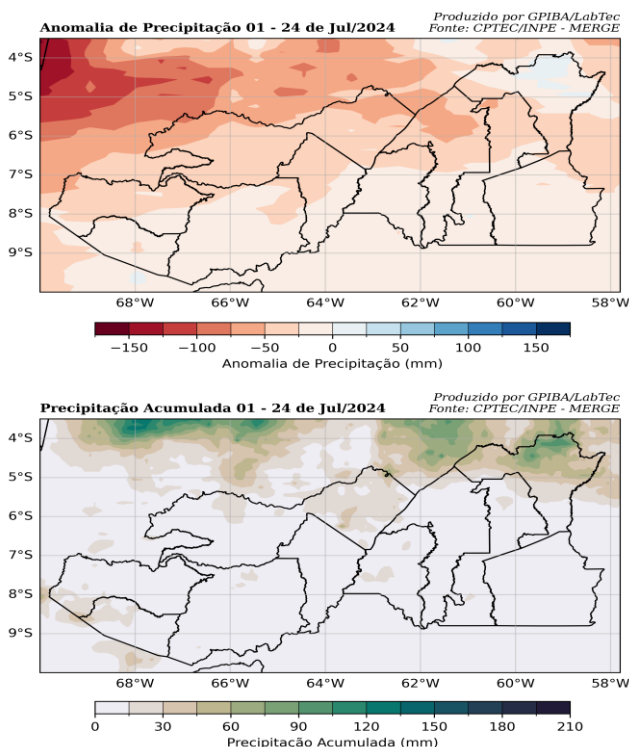 Anomalia de Precipitação 01 - 24 de Jul/2024
Produzido por GPIBA/LabTec
Fonte: CPTEC/INPE - MERGE
4°S
5°S
6°S
7°S
8°S
9°S
68°W 66°W 64°W 62°W 60°W 58°W
−150 −100 −50 0 50 100 150
Anomalia de Precipitação (mm)
Precipitação Acumulada 01 - 24 de Jul/2024
Produzido por GPIBA/LabTec
Fonte: CPTEC/INPE - MERGE
4°S
5°S
6°S
7°S
8°S
9°S
68°W 66°W 64°W 62°W 60°W 58°W
0 30 60 90 120 150 180 210
Precipitação Acumulada (mm)